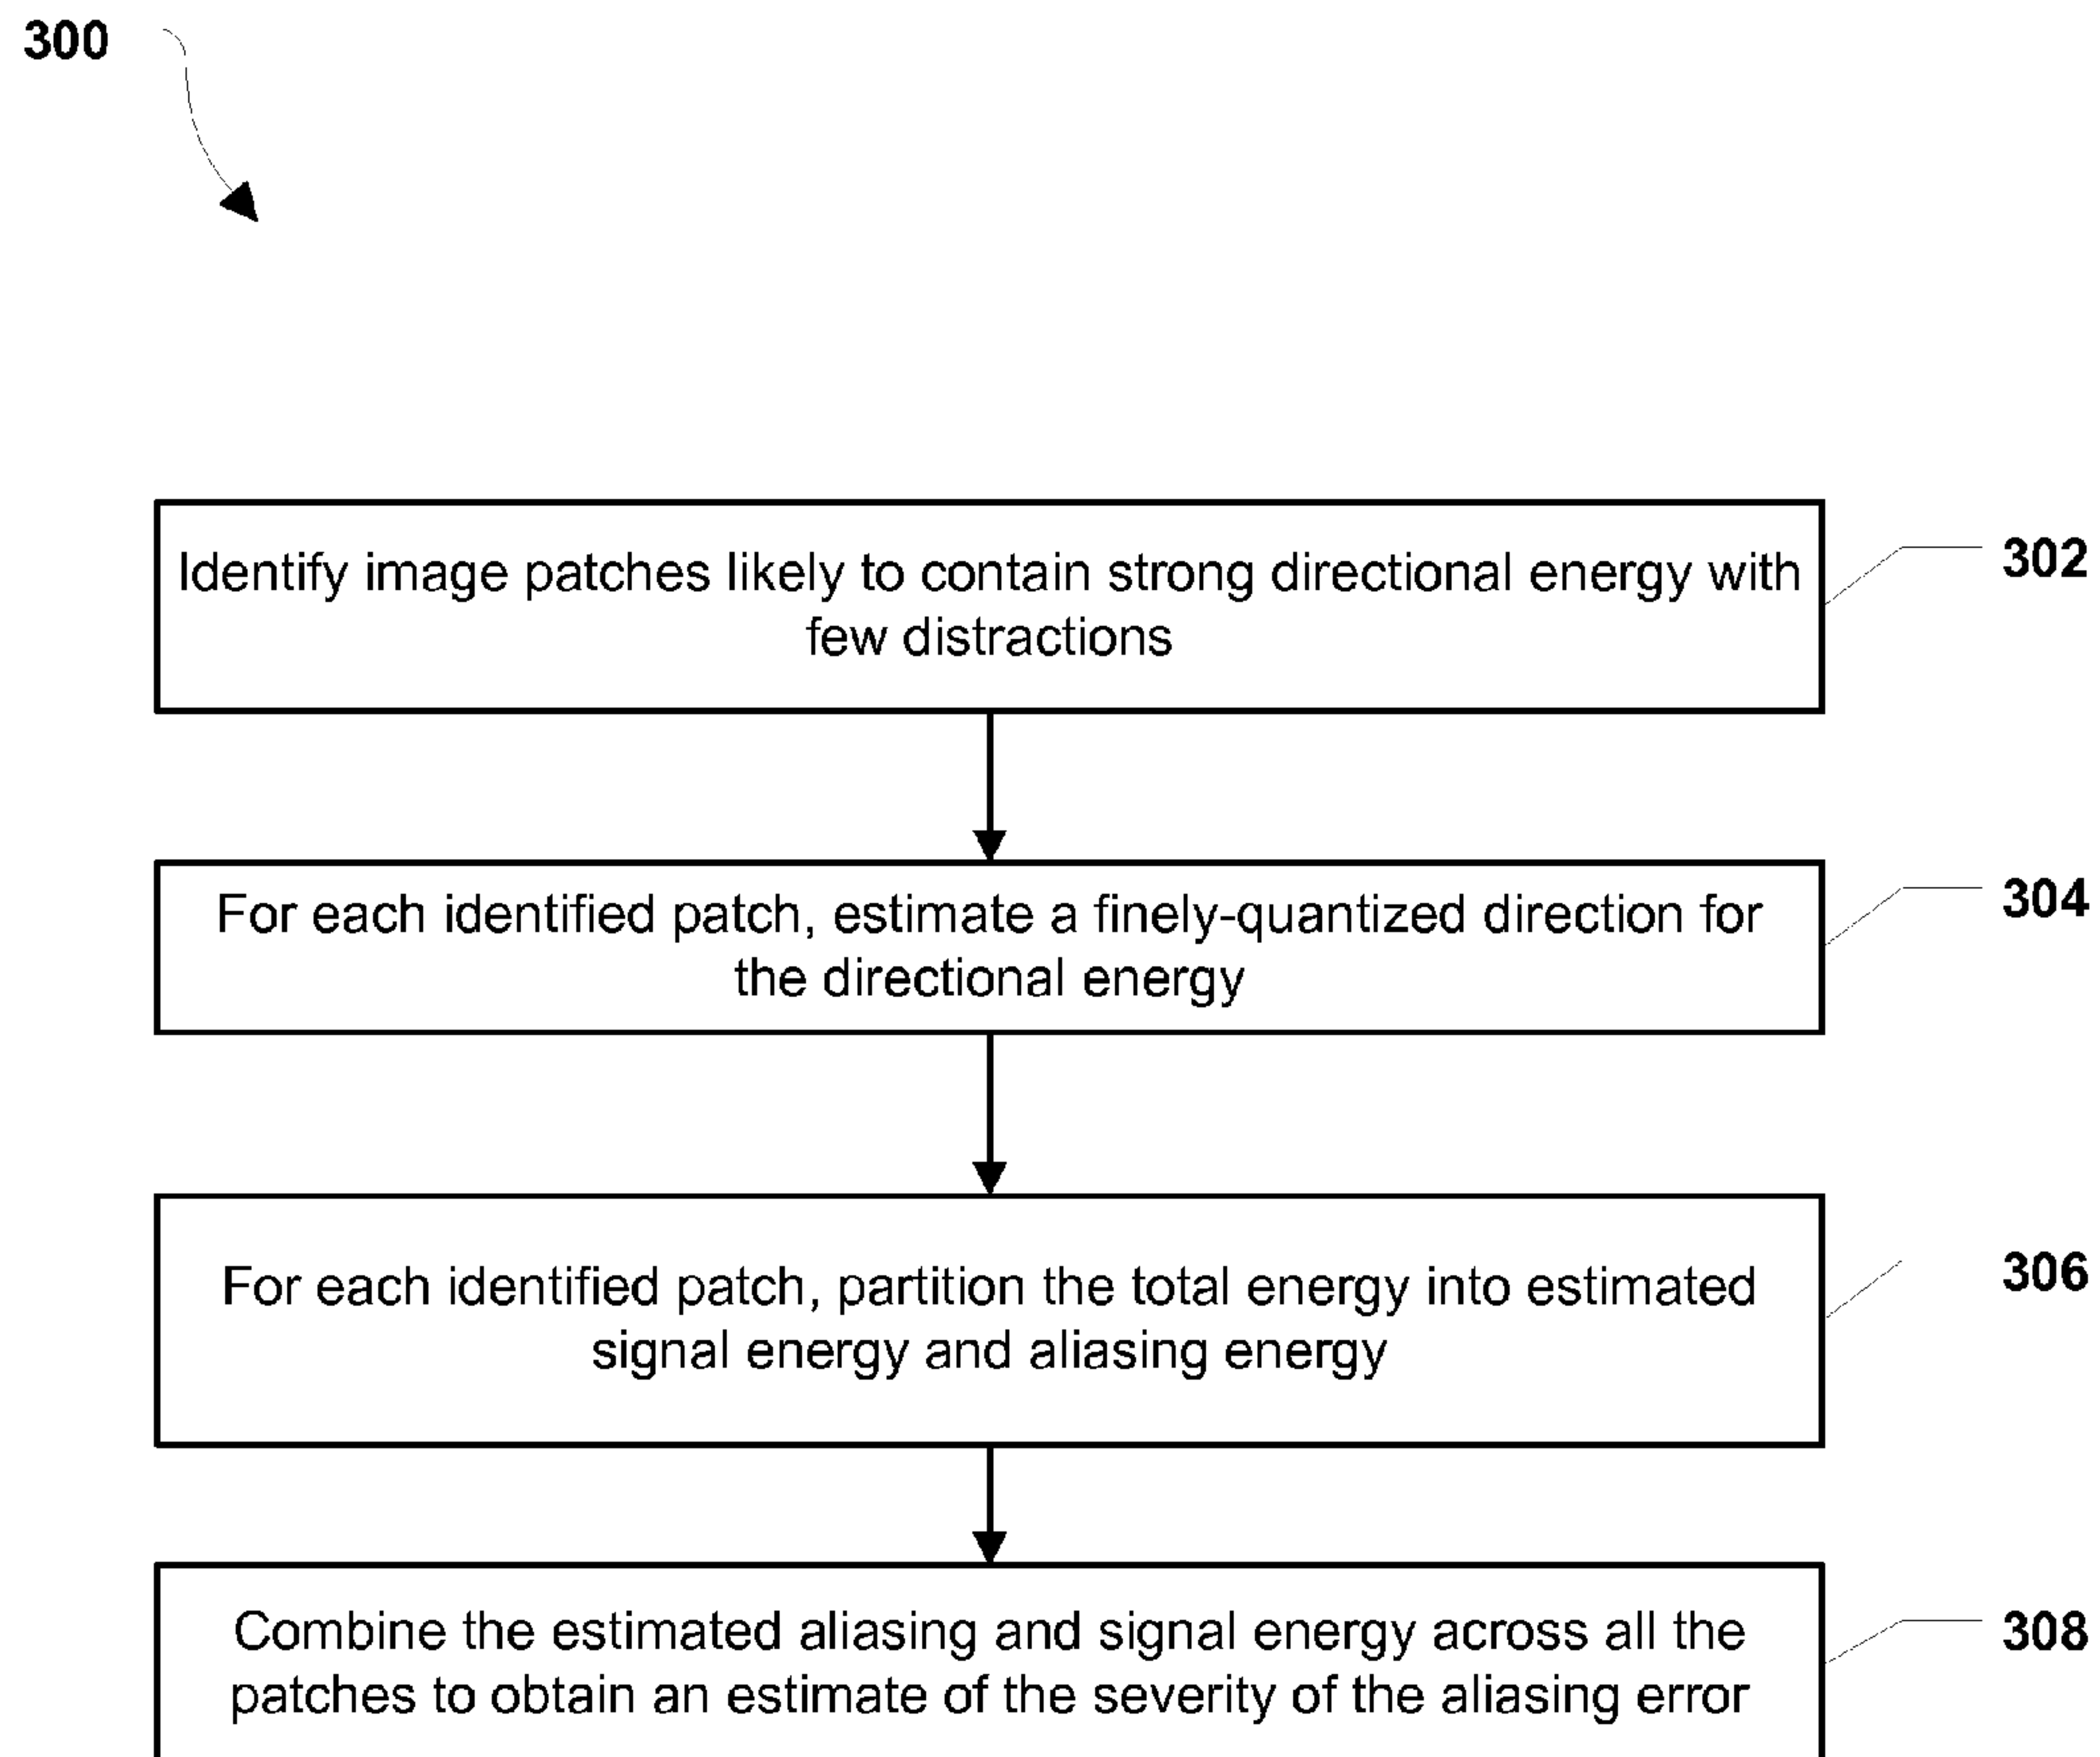 300
Identify image patches likely to contain strong directional energy with
few distractions
302
For each identified patch, estimate a finely-quantized direction for
the directional energy
304
For each identified patch, partition the total energy into estimated
signal energy and aliasing energy
306
Combine the estimated aliasing and signal energy across all the
patches to obtain an estimate of the severity of the aliasing error
308